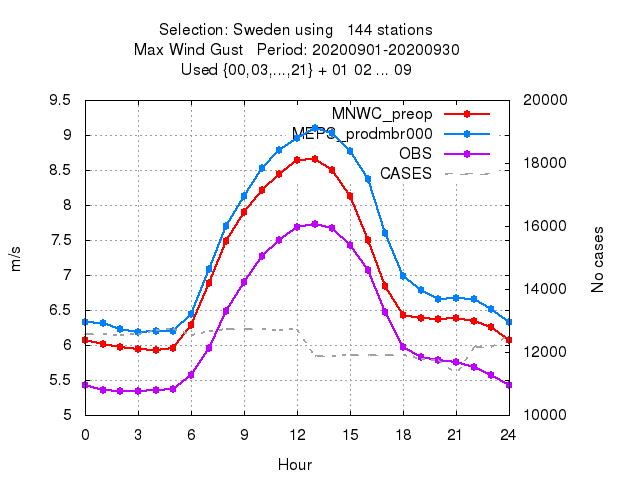 Selection: Sweden using   144 stations
Max Wind Gust   Period: 20200901-20200930
Used {00,03,...,21} + 01 02 ... 09
9.5
9
8.5
8
7.5
7
6.5
6
5.5
5
m/s
MNWC_preop
MEPS_prodmbr000
OBS
CASES
20000
18000
16000
14000
12000
10000
No cases
0 3 6 9 12 15 18 21 24
Hour